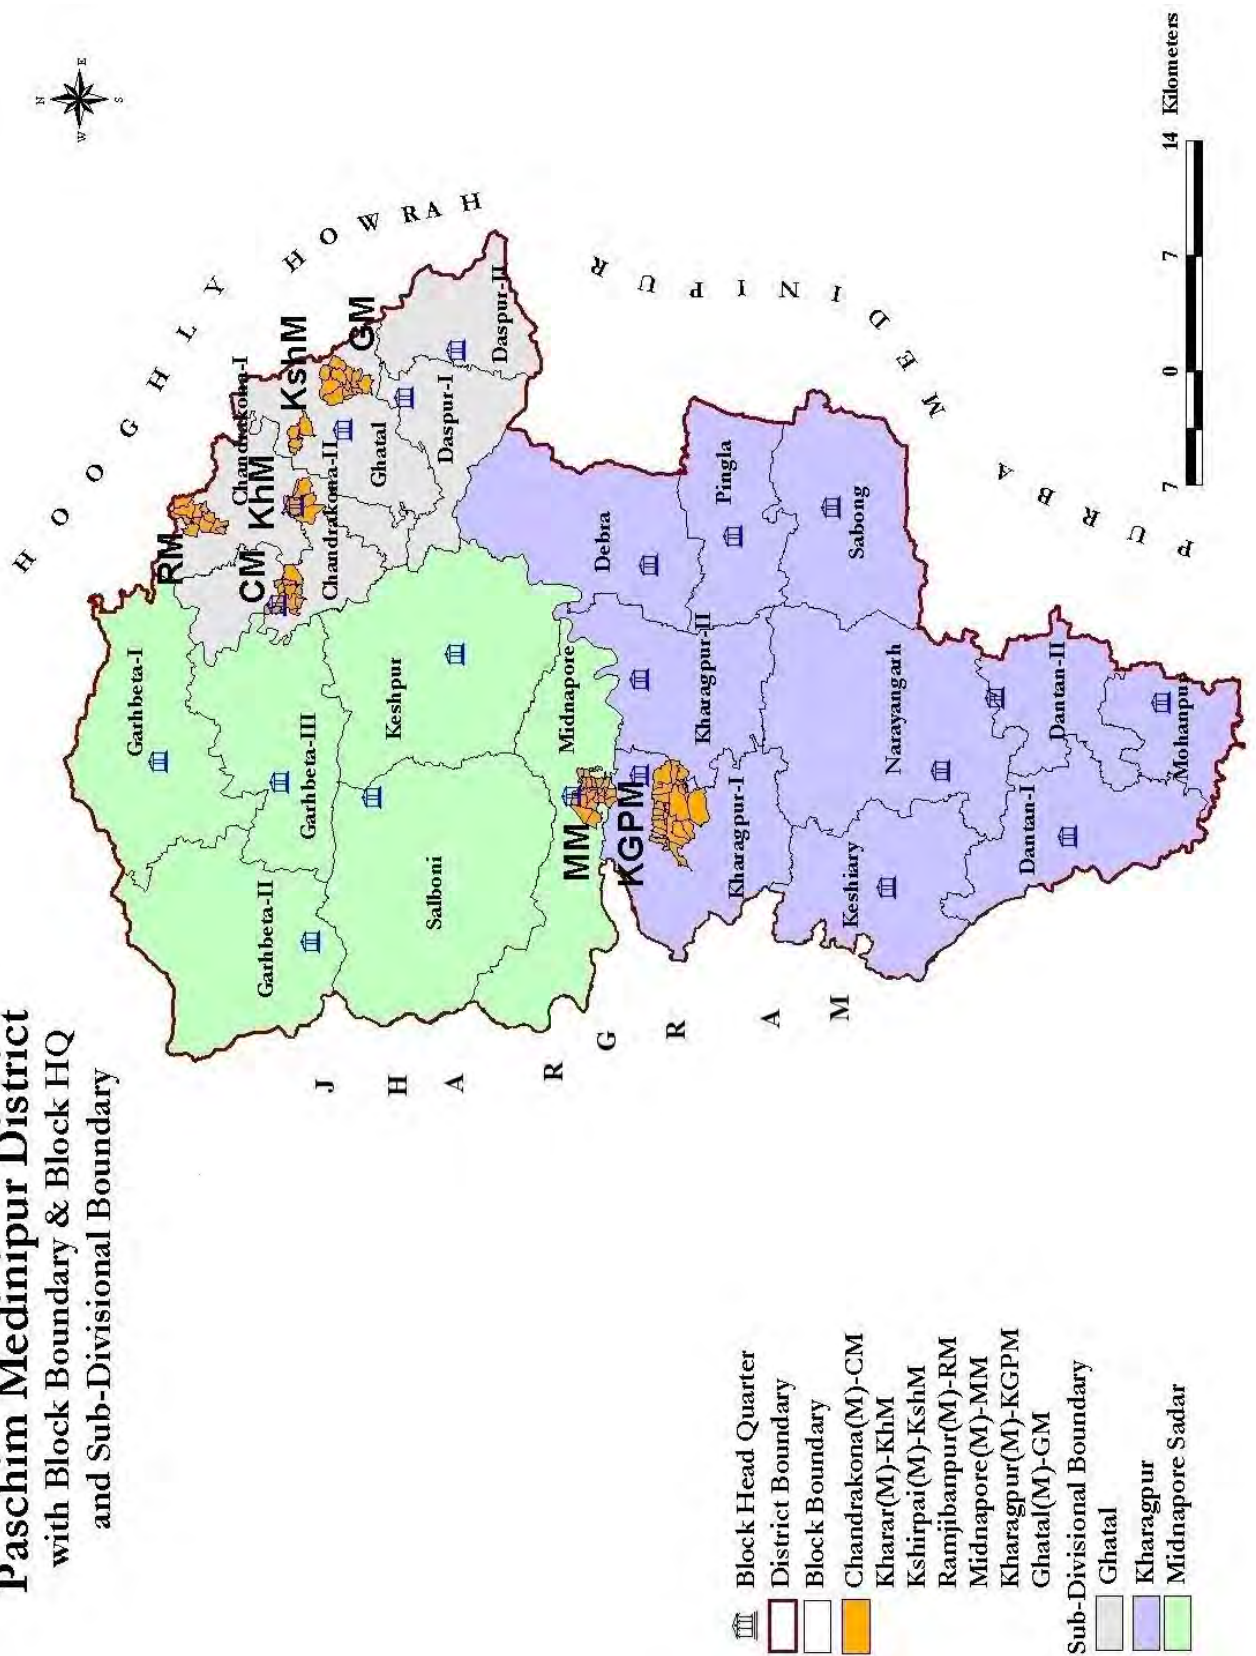 Paschim Medinipur District
with Block Boundary & Block HQ
and Sub-Divisional Boundary
N
W
E
S
HOOGHLY
HOWRAH
PURBA MEDINIPUR
JHARGRAM
RM
CM
KhM
KshM
GM
MM
KGPM
Garhbeta-I
Garhbeta-II
Garhbeta-III
Chandrakona-I
Chandrakona-II
Ghatal
Daspur-I
Daspur-II
Keshpur
Salboni
Midnapore
Debra
Pingla
Sabong
Kharagpur-II
Kharagpur-I
Narayangarh
Keshiary
Dantan-I
Dantan-II
Mohanpur
7 0 7 14 Kilometers
Block Head Quarter
District Boundary
Block Boundary
Chandrakona(M)-CM
Kharar(M)-KhM
Kshirpai(M)-KshM
Ramjibanpur(M)-RM
Midnapore(M)-MM
Kharagpur(M)-KGPM
Ghatal(M)-GM
Sub-Divisional Boundary
Ghatal
Kharagpur
Midnapore Sadar